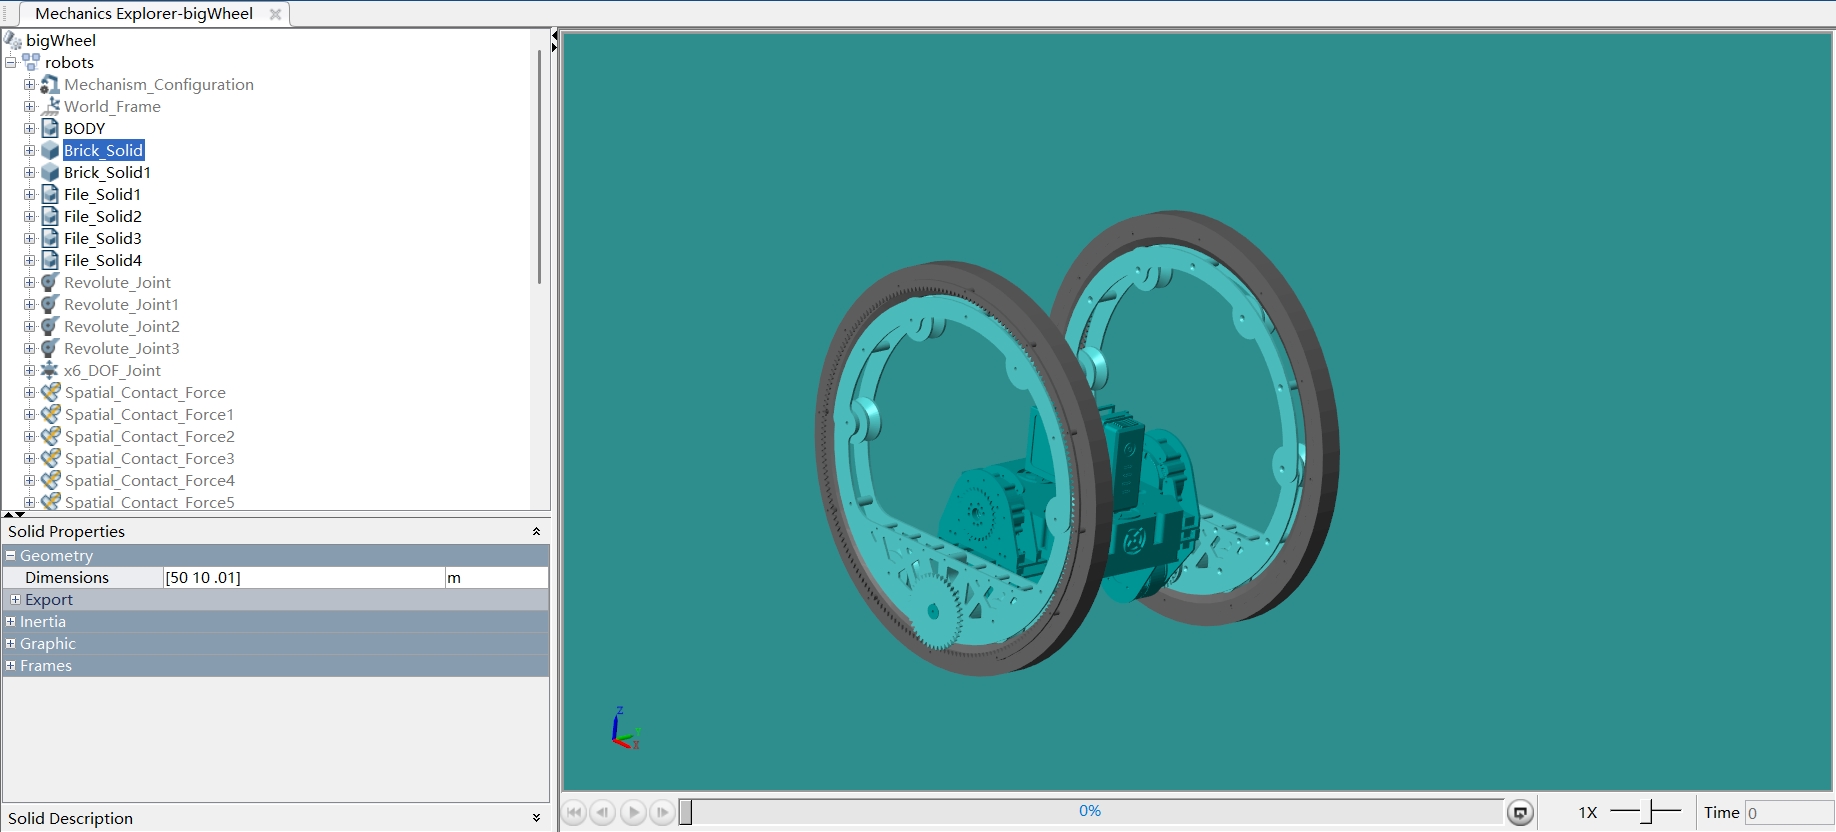 Mechanics Explorer-bigWheel
bigWheel
robots
Mechanism_Configuration
World_Frame
BODY
Brick_Solid
Brick_Solid1
File_Solid1
File_Solid2
File_Solid3
File_Solid4
Revolute_Joint
Revolute_Joint1
Revolute_Joint2
Revolute_Joint3
x6_DOF_Joint
Spatial_Contact_Force
Spatial_Contact_Force1
Spatial_Contact_Force2
Spatial_Contact_Force3
Spatial_Contact_Force4
Spatial_Contact_Force5
Solid Properties
Geometry
Dimensions [50 10 .01] m
Export
Inertia
Graphic
Frames
Solid Description
Z
Y
X
0%
1X
Time 0